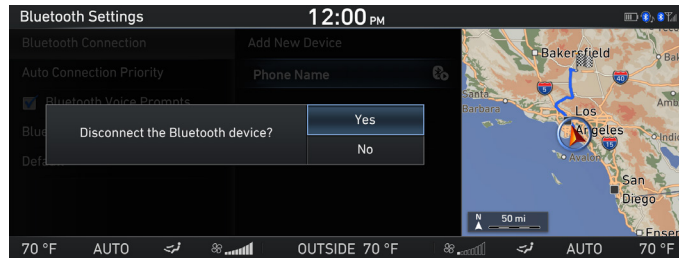 Bluetooth Settings
12:00 PM
Bluetooth Connection
Add New Device
Auto Connection Priority
Phone Name
Bluetooth Voice Prompts
Disconnect the Bluetooth device?
Yes
No
Bakersfield
5
40
Santa
Barbara
Los
Angeles
15
Avalon
San
Diego
N
50 mi
70 °F
AUTO
OUTSIDE 70 °F
AUTO
70 °F